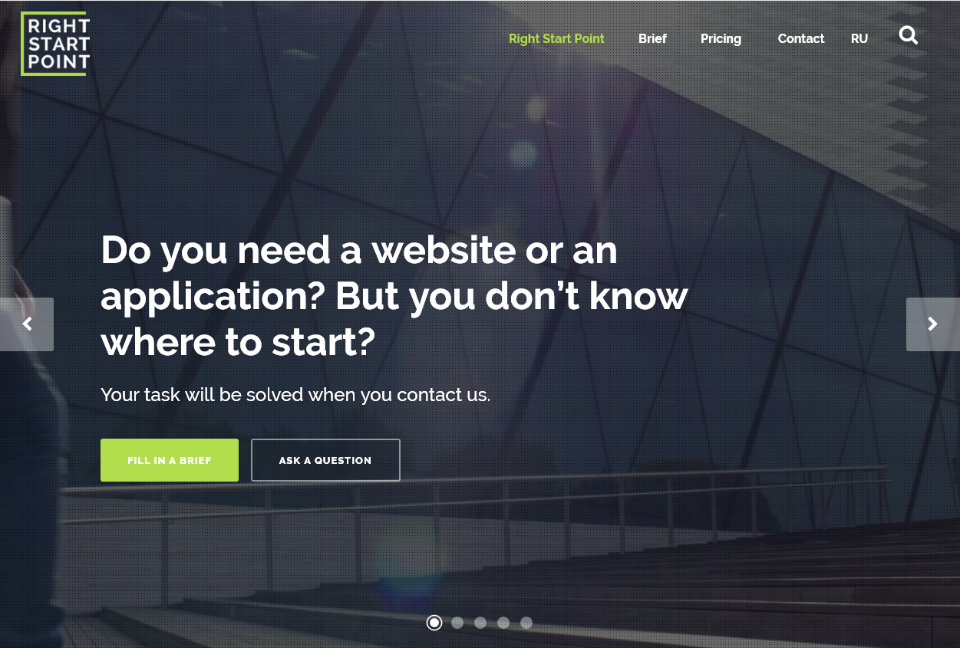 RIGHT
START
POINT
Right Start Point
Brief
Pricing
Contact
RU
Do you need a website or an
application? But you don’t know
where to start?
Your task will be solved when you contact us.
FILL IN A BRIEF
ASK A QUESTION